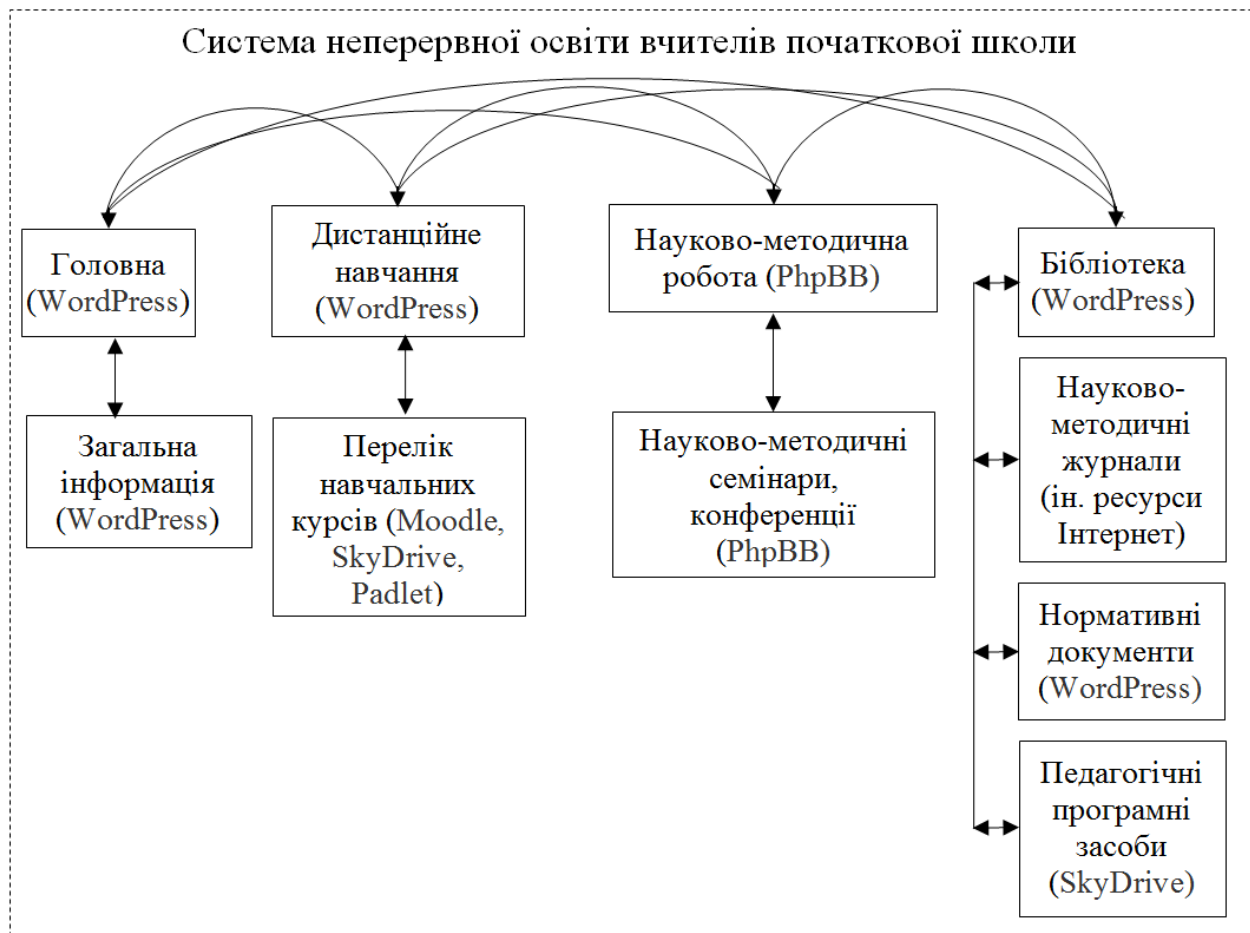 Система неперервної освіти вчителів початкової школи
Головна
(WordPress)
Дистанційне
навчання
(WordPress)
Науково-методична
робота (PhpBB)
Бібліотека
(WordPress)
Загальна
інформація
(WordPress)
Перелік
навчальних
курсів (Moodle,
SkyDrive,
Padlet)
Науково-методичні
семінари,
конференції
(PhpBB)
Науково-
методичні
журнали
(ін. ресурси
Інтернет)
Нормативні
документи
(WordPress)
Педагогічні
програмні
засоби
(SkyDrive)